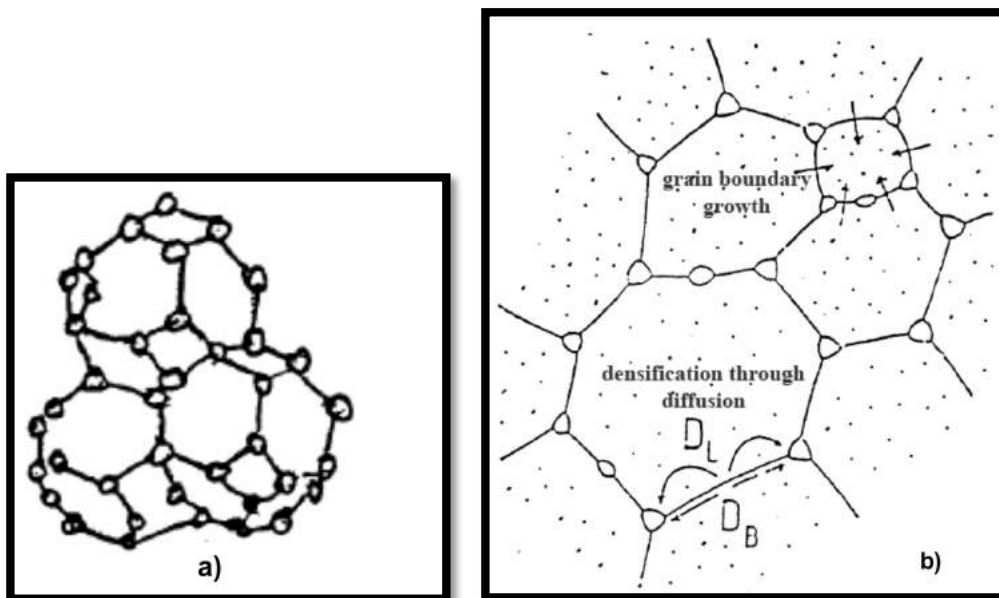 a)
grain boundary
growth
densification through
diffusion
D_L
D_B
b)